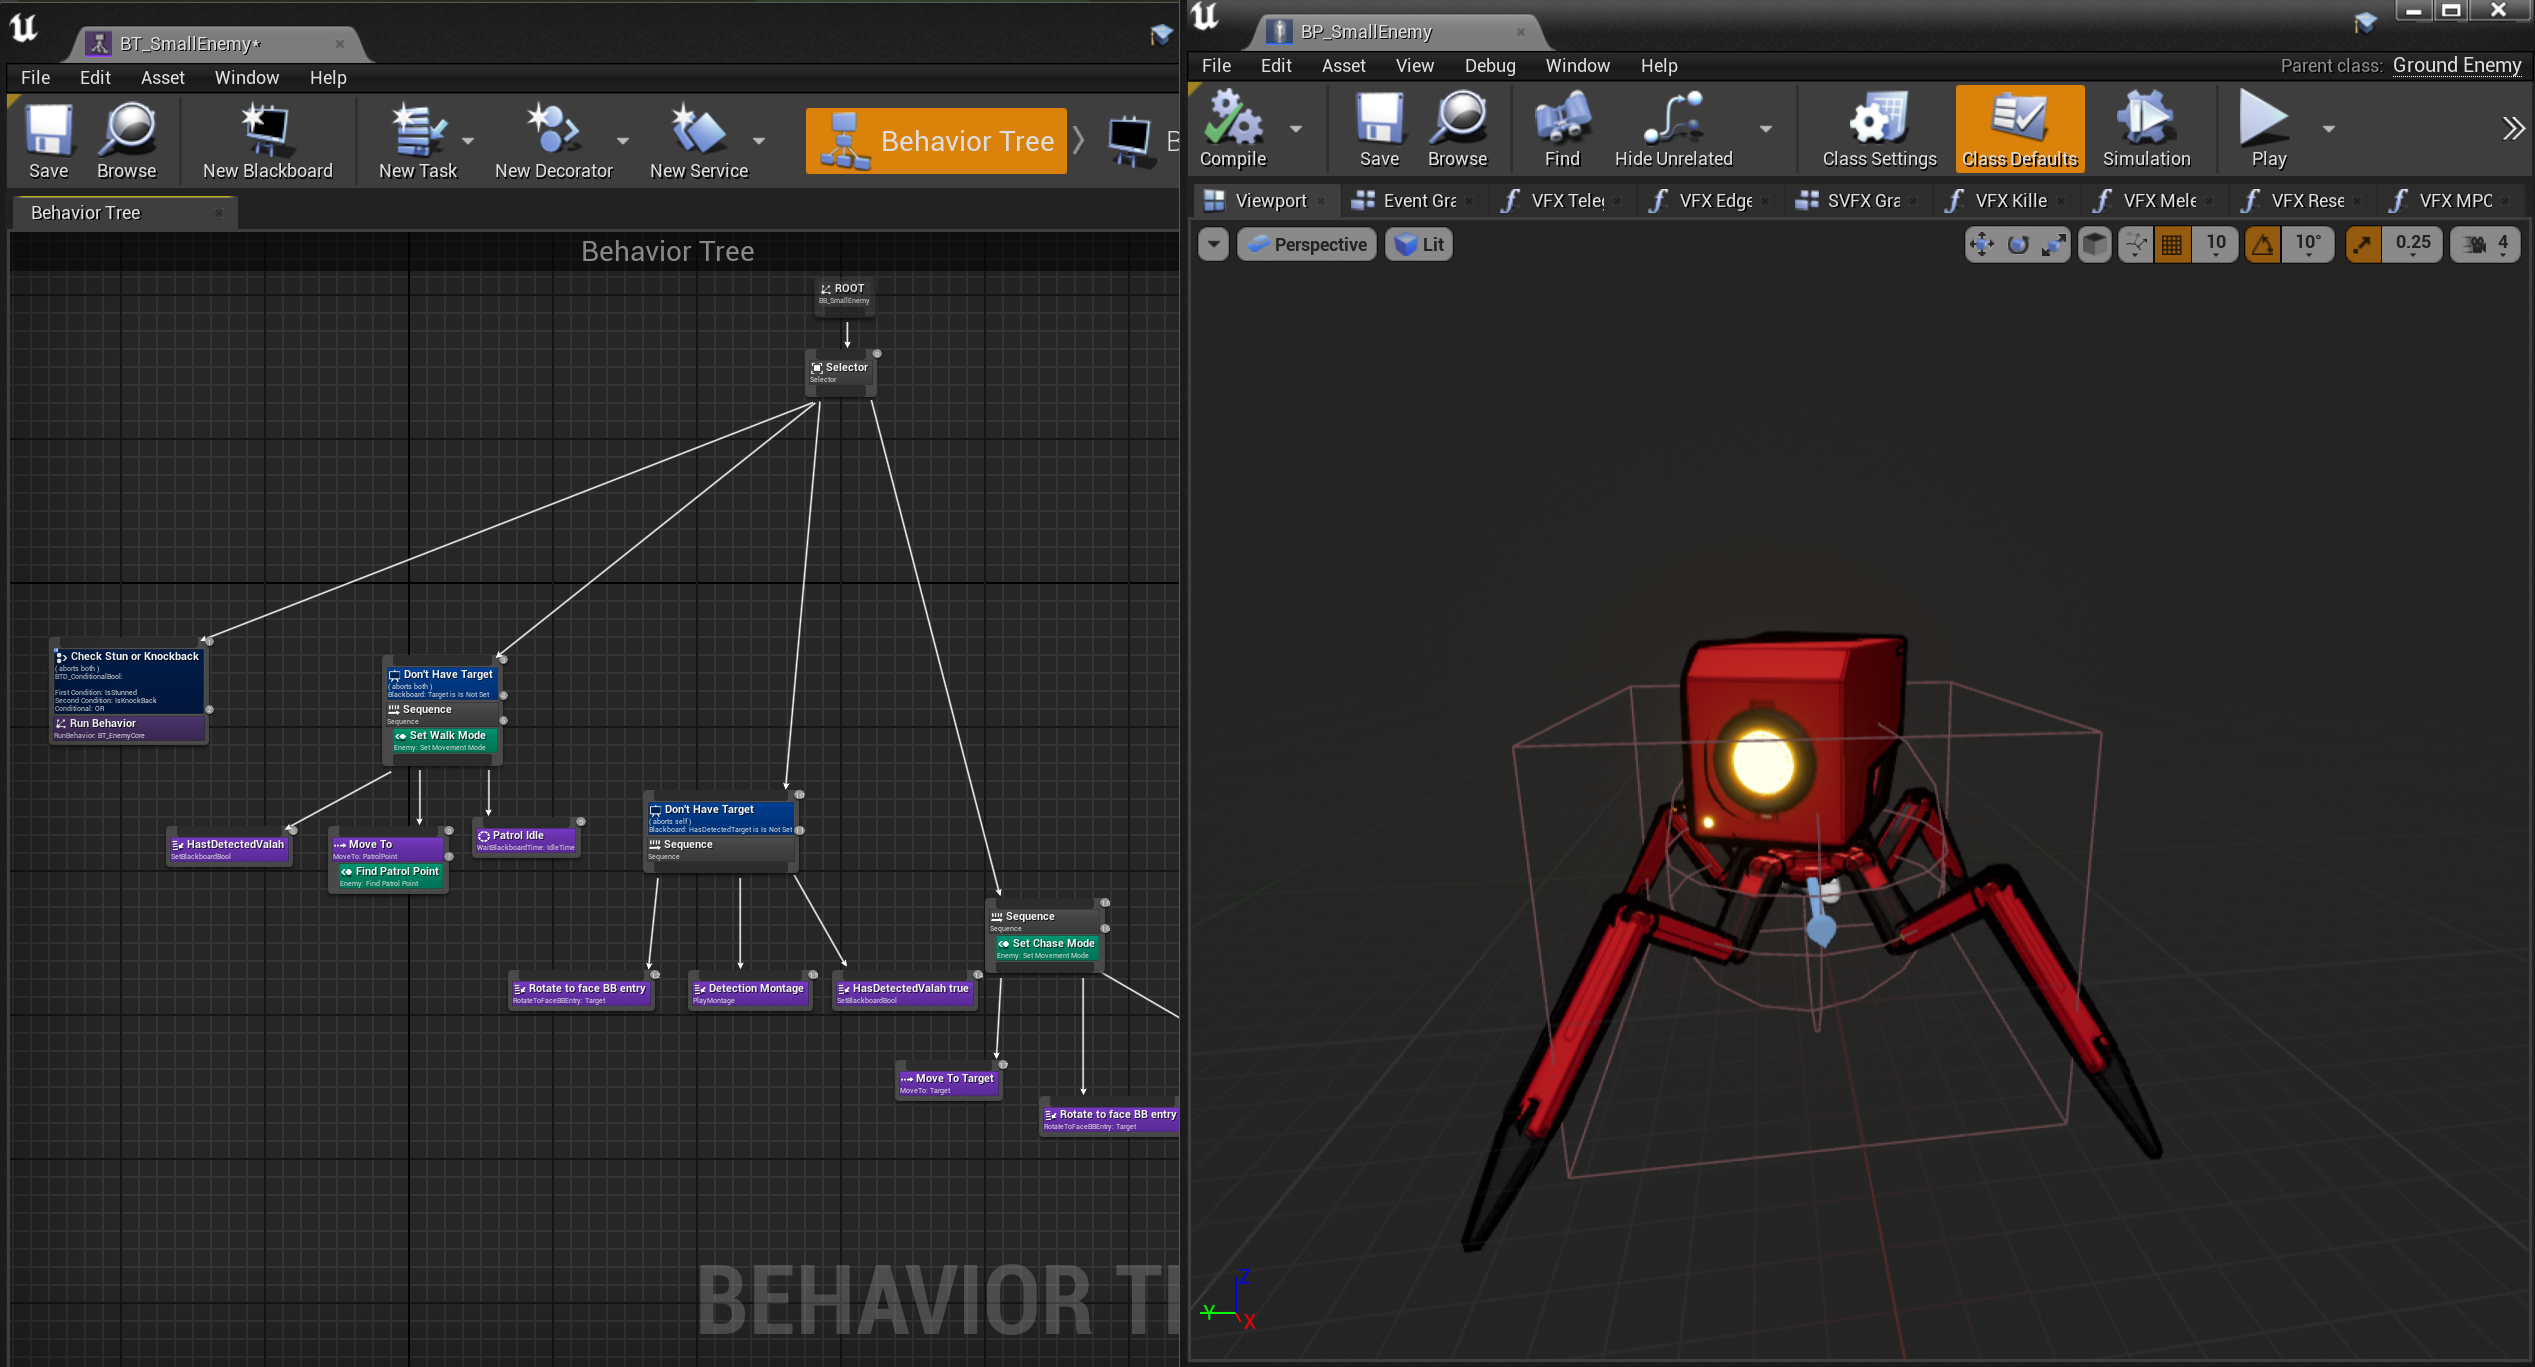 BT_SmallEnemy*
File Edit Asset Window Help
Save Browse New Blackboard New Task New Decorator New Service Behavior Tree B
Behavior Tree
Behavior Tree
ROOT
BB_SmallEnemy
Selector
Selector
Check Stun or Knockback
( aborts both )
BTD_ConditionalBool:
First Condition: IsStunned
Second Condition: IsKnockBack
Conditional: OR
Run Behavior
RunBehavior: BT_EnemyCore
Don't Have Target
( aborts both )
Blackboard: Target is Is Not Set
Sequence
Sequence
Set Walk Mode
Enemy: Set Movement Mode
HastDetectedValah
SetBlackboardBool
Move To
MoveTo: PatrolPoint
Find Patrol Point
Enemy: Find Patrol Point
Patrol Idle
WaitBlackboardTime: IdleTime
Don't Have Target
( aborts self )
Blackboard: HasDetectedTarget is Is Not Set
Sequence
Sequence
Rotate to face BB entry
RotateToFaceBBEntry: Target
Detection Montage
PlayMontage
HasDetectedValah true
SetBlackboardBool
Sequence
Sequence
Set Chase Mode
Enemy: Set Movement Mode
Move To Target
MoveTo: Target
Rotate to face BB entry
RotateToFaceBBEntry: Target
BEHAVIOR T
BP_SmallEnemy
File Edit Asset View Debug Window Help
Parent class: Ground Enemy
Compile Save Browse Find Hide Unrelated Class Settings Class Defaults Simulation Play
Viewport Event Gra VFX Teleg VFX Edge SVFX Gra VFX Kille VFX Mele VFX Rese VFX MPC
Perspective Lit 10 10° 0.25 4
Z
Y
X